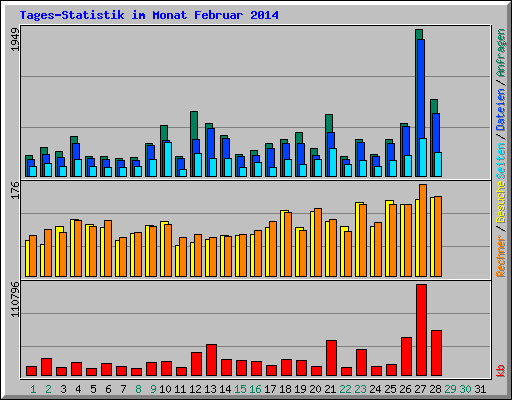 Tages-Statistik im Monat Februar 2014
1949
176
110796
Rechner / Besuche Seiten / Dateien / Anfragen
kb
1 2 3 4 5 6 7 8 9 10 11 12 13 14 15 16 17 18 19 20 21 22 23 24 25 26 27 28 29 30 31